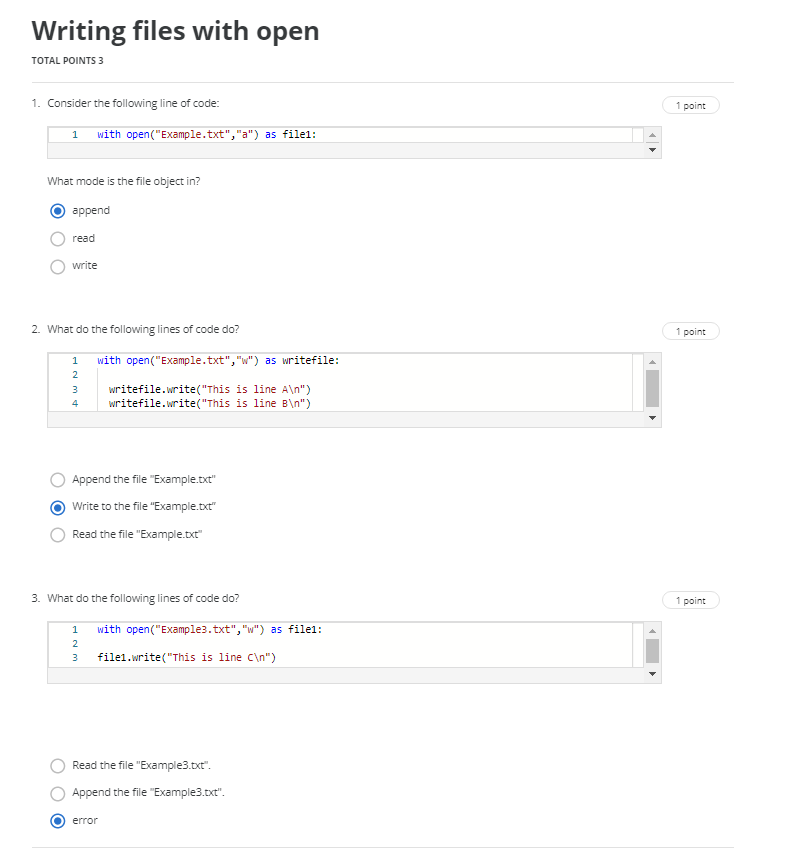 Writing files with open
TOTAL POINTS 3
1. Consider the following line of code:
1 point
1 with open("Example.txt","a") as file1:
What mode is the file object in?
append
read
write
2. What do the following lines of code do?
1 point
1 with open("Example.txt","w") as writefile:
2
3 writefile.write("This is line A\n")
4 writefile.write("This is line B\n")
Append the file "Example.txt"
Write to the file "Example.txt"
Read the file "Example.txt"
3. What do the following lines of code do?
1 point
1 with open("Example3.txt","w") as file1:
2
3 file1.write("This is line C\n")
Read the file "Example3.txt".
Append the file "Example3.txt".
error